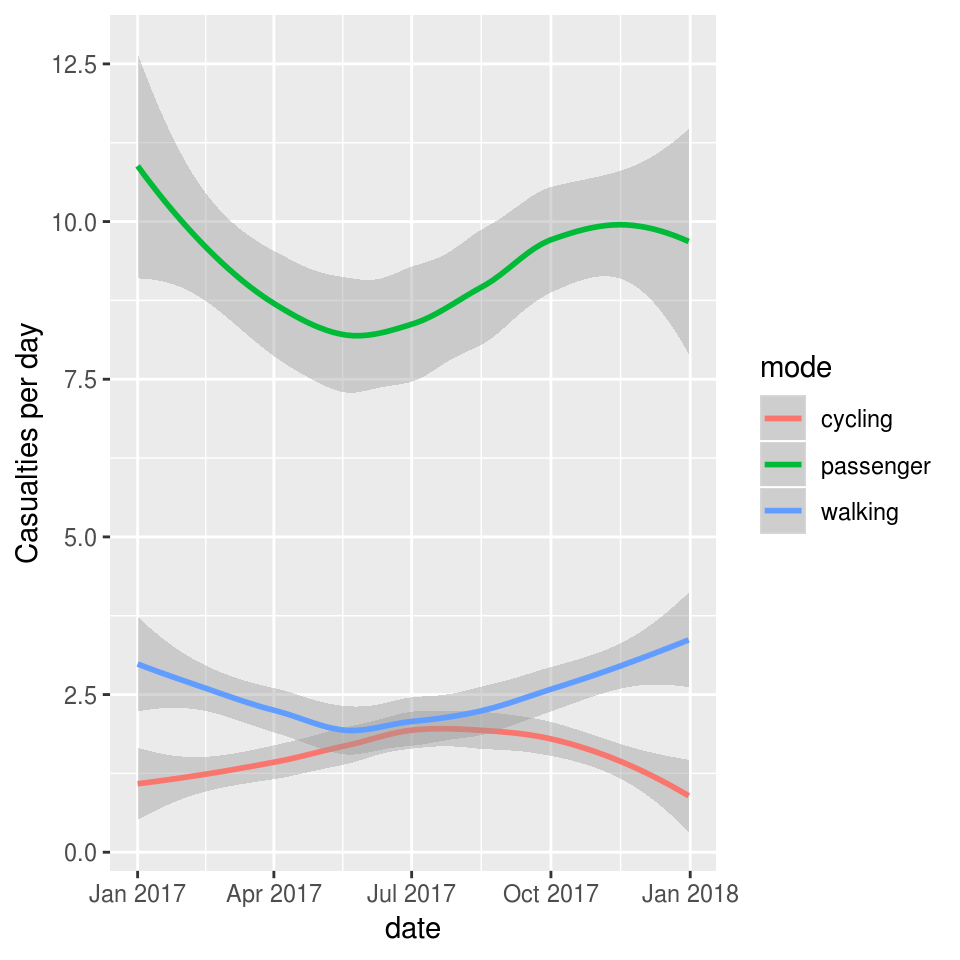 Casualties per day
12.5
10.0
7.5
5.0
2.5
0.0
Jan 2017 Apr 2017 Jul 2017 Oct 2017 Jan 2018
date
mode
cycling
passenger
walking